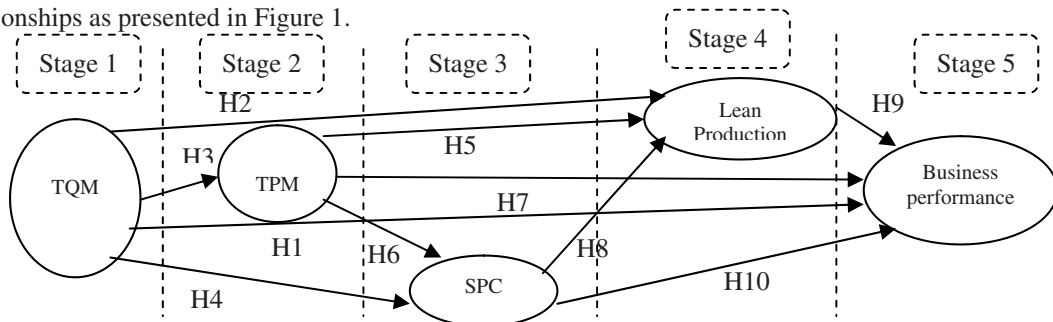 onships as presented in Figure 1.
Stage 1
Stage 2
Stage 3
Stage 4
Stage 5
H2
H9
Lean
Production
H5
H3
TQM
TPM
Business
performance
H7
H1
H6
H8
SPC
H10
H4